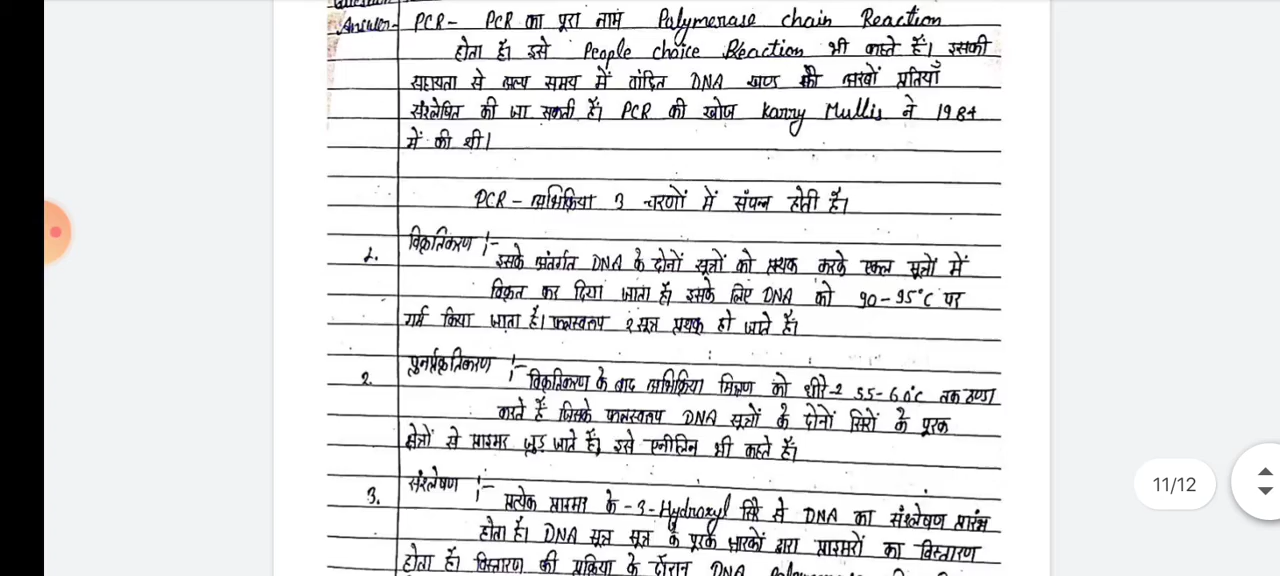 Answer- PCR- PCR का पूरा नाम Polymerase chain Reaction
होता है। इसे People choice Reaction भी कहते हैं। इसकी
सहायता से अल्प समय में वांछित DNA खण्ड की अरबों प्रतियाँ
संश्लेषित की जा सकती हैं। PCR की खोज Karry Mullis ने 1984
में की थी।
PCR- अभिक्रिया 3 चरणों में संपन्न होती है।
1. विकृतिकरण :-
इसके अंतर्गत DNA के दोनों सूत्रों को प्रथक करके एकल सूत्रों में
विकृत कर दिया जाता है। इसके लिए DNA को 90-95°C पर
गर्म किया जाता है। फलस्वरूप 2 सूत्र प्रथक हो जाते हैं।
2. पुनर्प्रकृतिकरण :-
विकृतिकरण के बाद अभिक्रिया मिश्रण को धीरे-2 55-60°C तक ठण्डा
करते हैं जिसके फलस्वरूप DNA सूत्रों के दोनों सिरों के पूरक
क्षेत्रों से प्राइमर जुड़ जाते हैं, इसे एनीलिन भी कहते हैं।
3. संश्लेषण :-
प्रत्येक प्राइमर के -3-Hydroxyl सिरे से DNA का संश्लेषण प्रारंभ
होता है। DNA सूत्र सूत्र के पूरक क्षारकों द्वारा प्राइमरों का विस्तारण
होता है। विस्तारण की प्रक्रिया के दौरान DNA
11/12